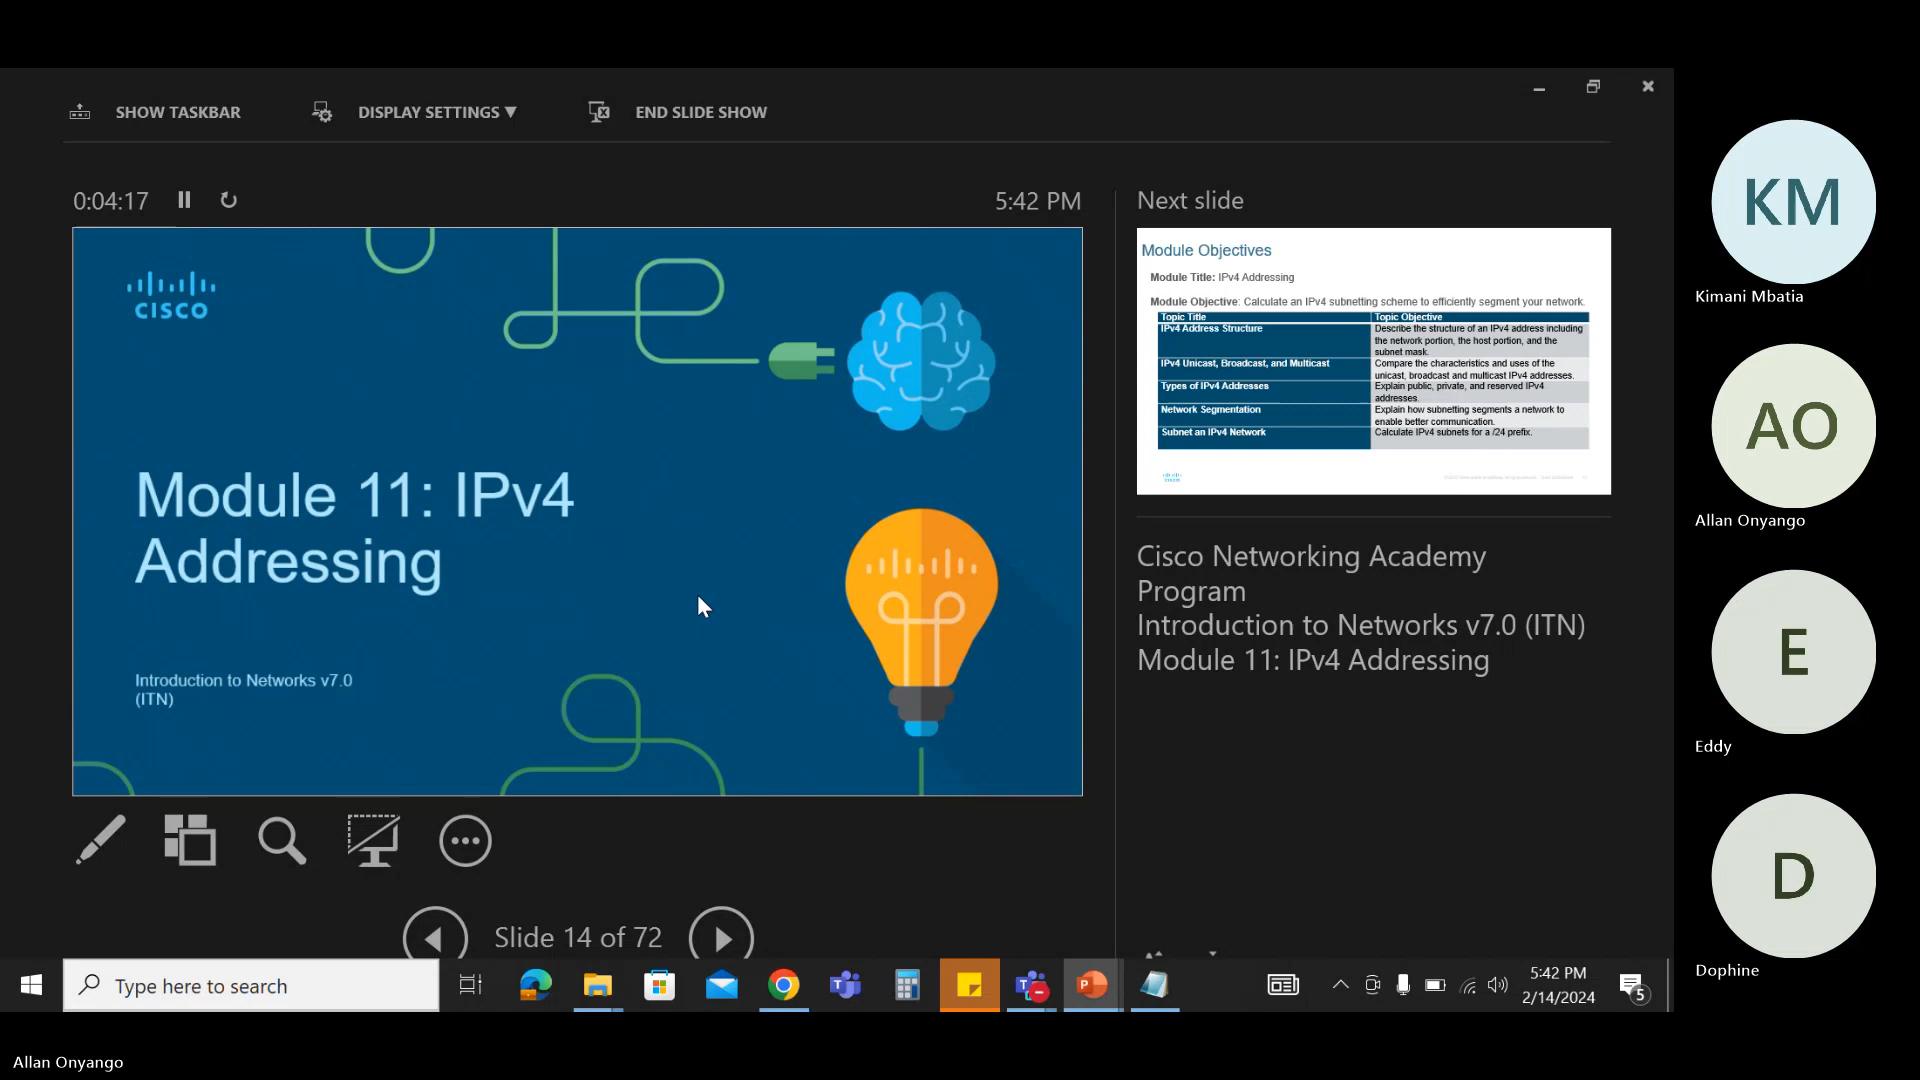 SHOW TASKBAR
DISPLAY SETTINGS ▼
END SLIDE SHOW
0:04:17
5:42 PM
cisco
Module 11: IPv4
Addressing
Introduction to Networks v7.0
(ITN)
Next slide
Module Objectives
Module Title: IPv4 Addressing
Module Objective: Calculate an IPv4 subnetting scheme to efficiently segment your network.
Topic Title Topic Objective
IPv4 Address Structure Describe the structure of an IPv4 address including
the network portion, the host portion, and the
subnet mask.
IPv4 Unicast, Broadcast, and Multicast Compare the characteristics and uses of the
unicast, broadcast and multicast IPv4 addresses.
Types of IPv4 Addresses Explain public, private, and reserved IPv4
addresses.
Network Segmentation Explain how subnetting segments a network to
enable better communication.
Subnet an IPv4 Network Calculate IPv4 subnets for a /24 prefix.
Cisco Networking Academy
Program
Introduction to Networks v7.0 (ITN)
Module 11: IPv4 Addressing
Slide 14 of 72
Type here to search
5:42 PM
2/14/2024
5
KM
Kimani Mbatia
AO
Allan Onyango
E
Eddy
D
Dophine
Allan Onyango